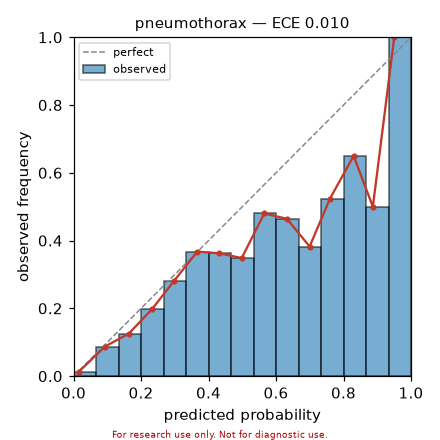 pneumothorax — ECE 0.010
perfect
observed
observed frequency
1.0
0.8
0.6
0.4
0.2
0.0
0.0 0.2 0.4 0.6 0.8 1.0
predicted probability
For research use only. Not for diagnostic use.